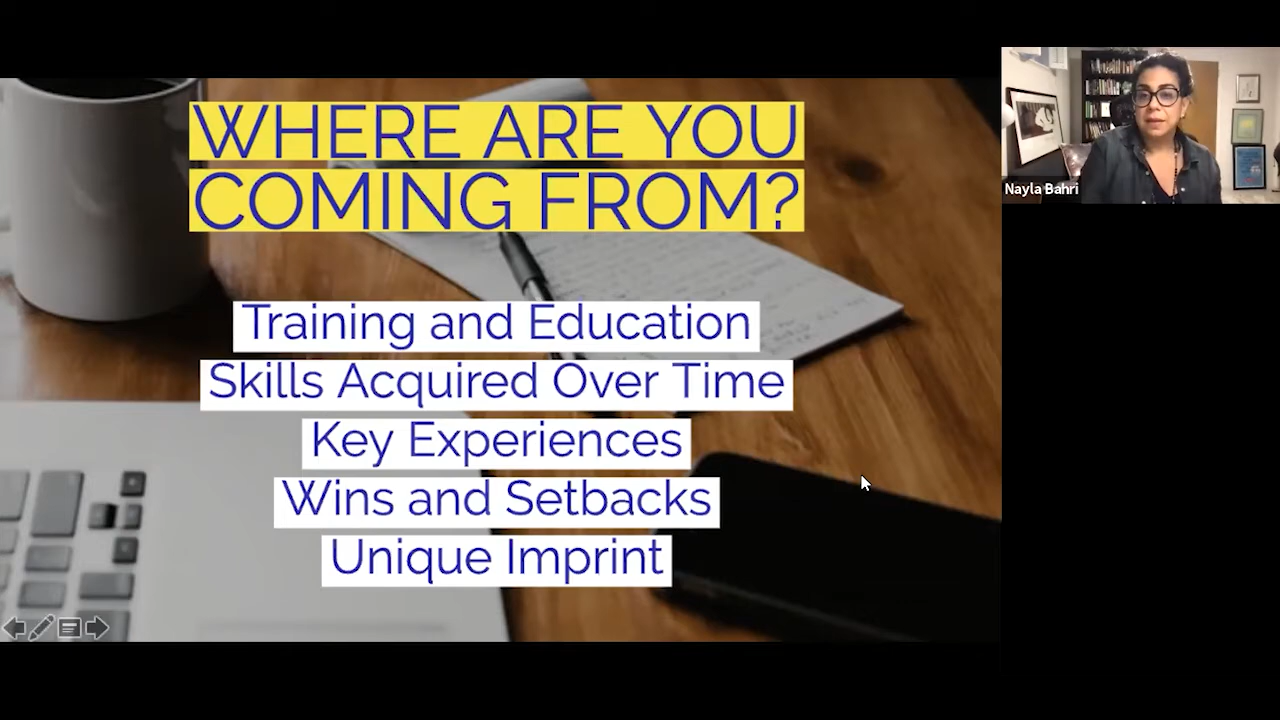 WHERE ARE YOU
COMING FROM?
Training and Education
Skills Acquired Over Time
Key Experiences
Wins and Setbacks
Unique Imprint
Nayla Bahri